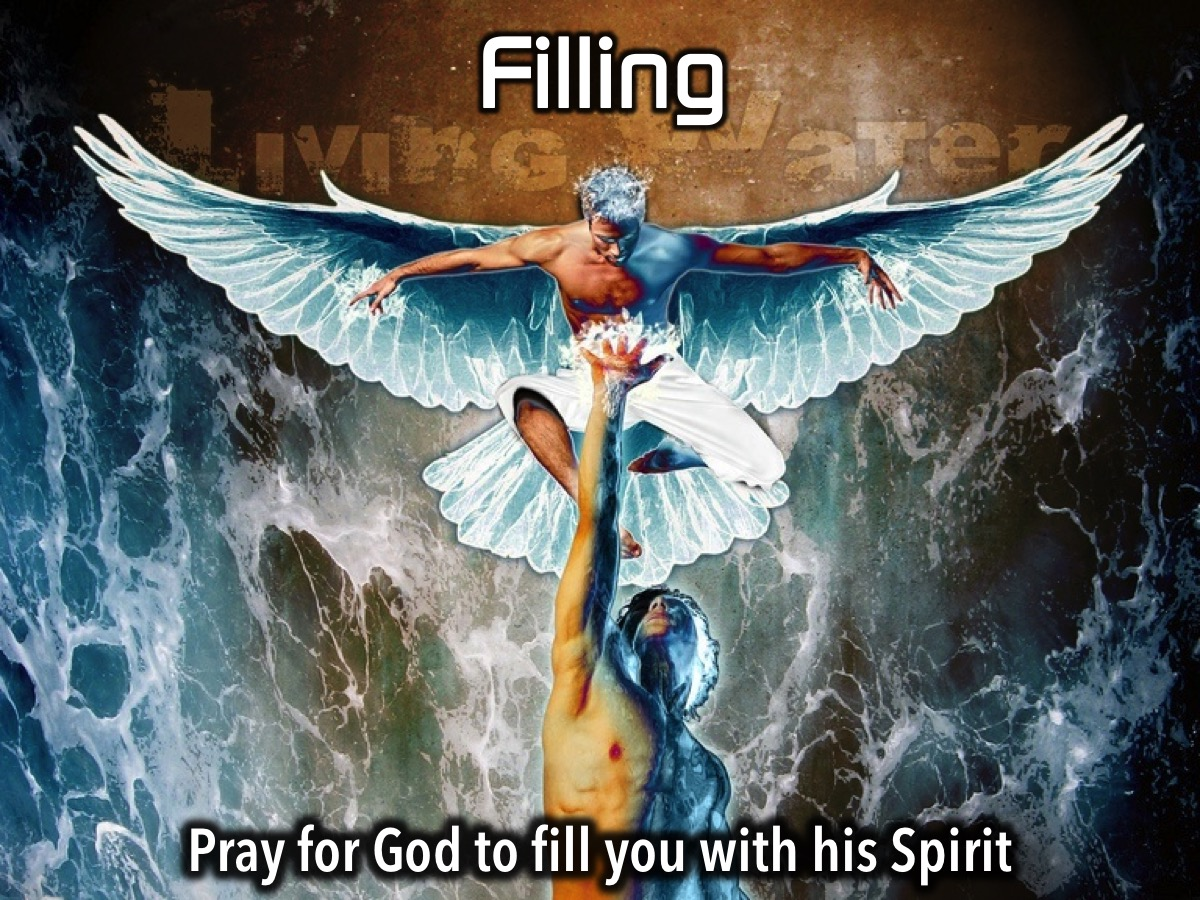 Filling
Living Water
Pray for God to fill you with his Spirit